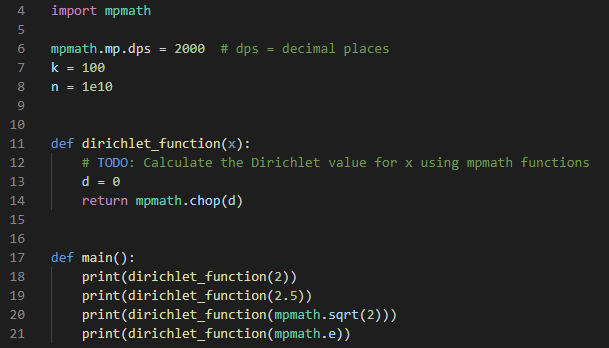 4 import mpmath
5
6 mpmath.mp.dps = 2000  # dps = decimal places
7 k = 100
8 n = 1e10
9
10
11 def dirichlet_function(x):
12     # TODO: Calculate the Dirichlet value for x using mpmath functions
13     d = 0
14     return mpmath.chop(d)
15
16
17 def main():
18     print(dirichlet_function(2))
19     print(dirichlet_function(2.5))
20     print(dirichlet_function(mpmath.sqrt(2)))
21     print(dirichlet_function(mpmath.e))